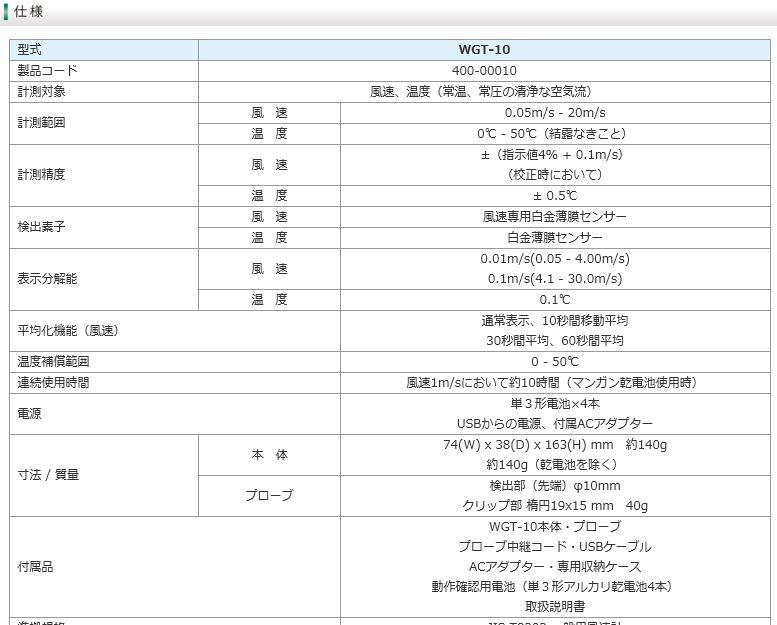 仕様
型式 WGT-10
製品コード 400-00010
計測対象 風速、温度（常温、常圧の清浄な空気流）
計測範囲 風　速 0.05m/s - 20m/s
温　度 0℃ - 50℃（結露なきこと）
計測精度 風　速 ±（指示値4% + 0.1m/s）
（校正時において）
温　度 ± 0.5℃
検出素子 風　速 風速専用白金薄膜センサー
温　度 白金薄膜センサー
表示分解能 風　速 0.01m/s(0.05 - 4.00m/s)
0.1m/s(4.1 - 30.0m/s)
温　度 0.1℃
平均化機能（風速） 通常表示、10秒間移動平均
30秒間平均、60秒間平均
温度補償範囲 0 - 50℃
連続使用時間 風速1m/sにおいて約10時間（マンガン乾電池使用時）
電源 単３形電池×4本
USBからの電源、付属ACアダプター
寸法 / 質量 本　体 74(W) x 38(D) x 163(H) mm　約140g
約140g（乾電池を除く）
プローブ 検出部（先端）φ10mm
クリップ部 楕円19x15 mm　40g
付属品 WGT-10本体・プローブ
プローブ中継コード・USBケーブル
ACアダプター・専用収納ケース
動作確認用電池（単３形アルカリ乾電池4本）
取扱説明書